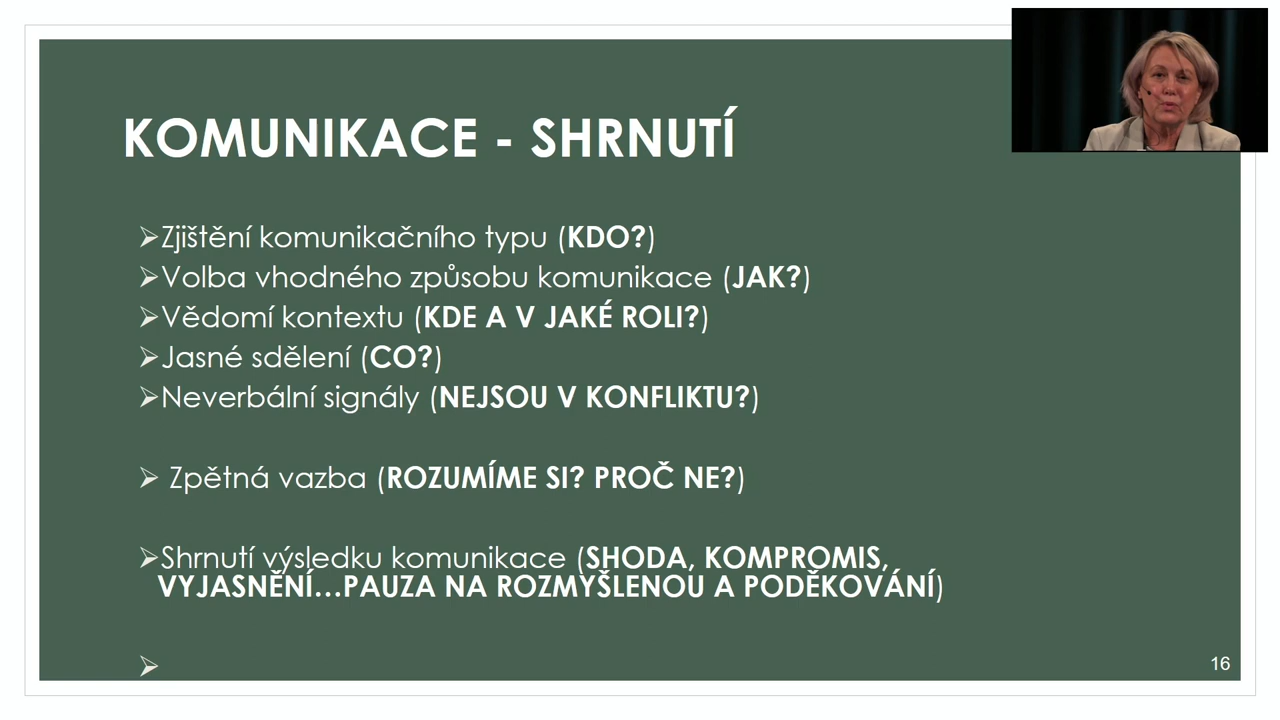 KOMUNIKACE - SHRNUTÍ
➢Zjištění komunikačního typu (KDO?)
➢Volba vhodného způsobu komunikace (JAK?)
➢Vědomí kontextu (KDE A V JAKÉ ROLI?)
➢Jasné sdělení (CO?)
➢Neverbální signály (NEJSOU V KONFLIKTU?)
➢ Zpětná vazba (ROZUMÍME SI? PROČ NE?)
➢Shrnutí výsledku komunikace (SHODA, KOMPROMIS,
VYJASNĚNÍ...PAUZA NA ROZMYŠLENOU A PODĚKOVÁNÍ)
➢
16